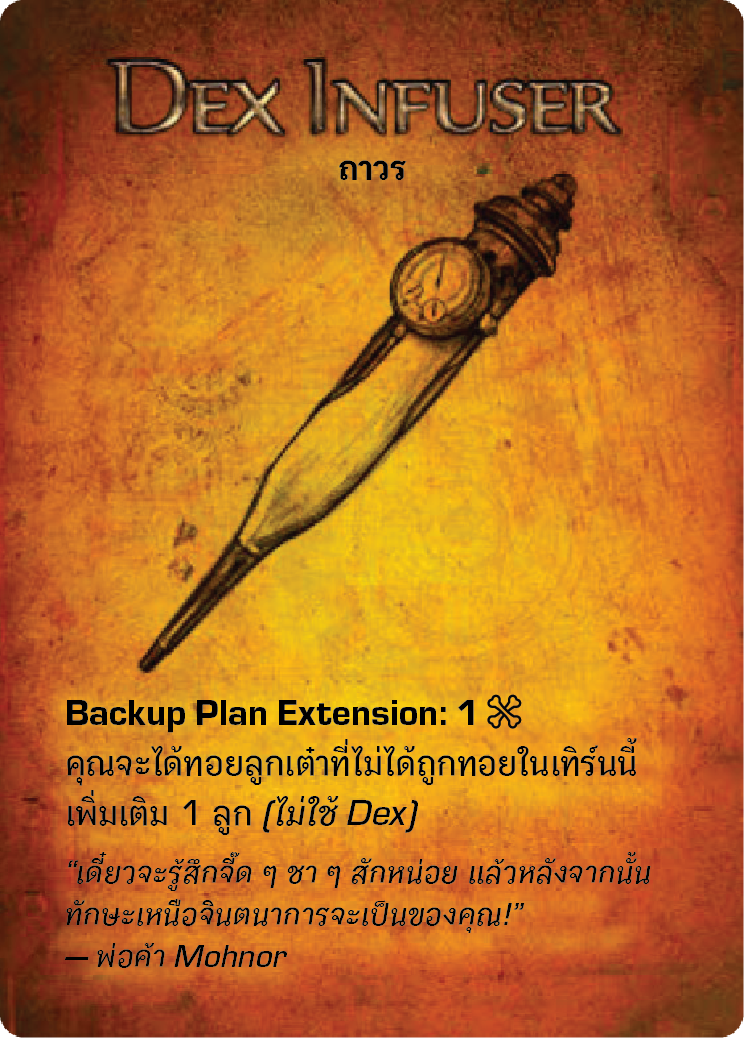 DEX INFUSER
ถาวร
Backup Plan Extension: 1
คุณจะได้ทอยลูกเต๋าที่ไม่ได้ถูกทอยในเทิร์นนี้
เพิ่มเติม 1 ลูก (ไม่ใช้ Dex)
“เดี๋ยวจะรู้สึกจี๊ด ๆ ชา ๆ สักหน่อย แล้วหลังจากนั้น
ทักษะเหนือจินตนาการจะเป็นของคุณ!”
— พ่อค้า Mohnor